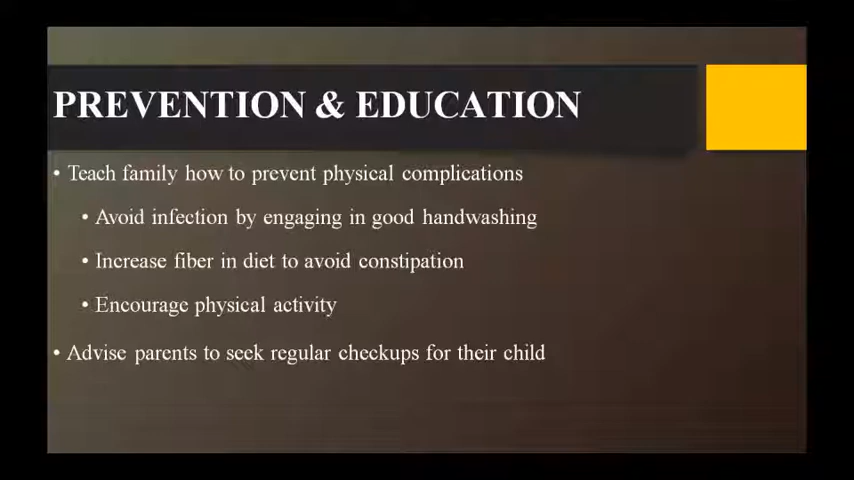 PREVENTION & EDUCATION
• Teach family how to prevent physical complications
• Avoid infection by engaging in good handwashing
• Increase fiber in diet to avoid constipation
• Encourage physical activity
• Advise parents to seek regular checkups for their child